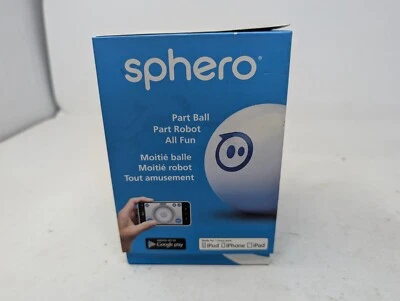 sphero
Part Ball
Part Robot
All Fun
Moitié balle
Moitié robot
Tout amusement
Google play
iPod iPhone iPad